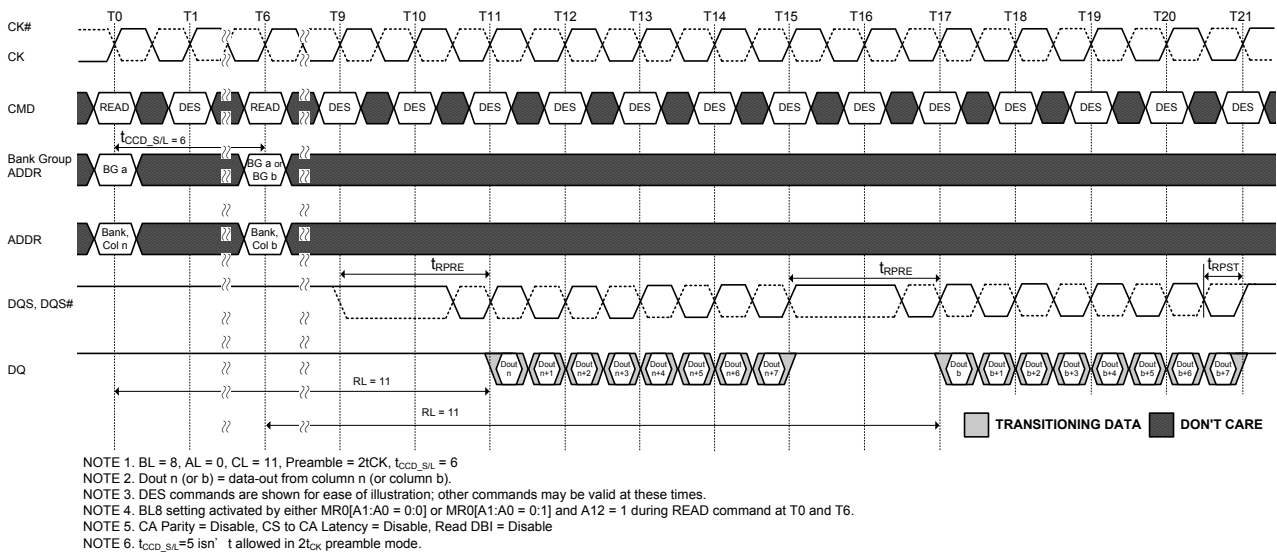 T0 T1 T6 T9 T10 T11 T12 T13 T14 T15 T16 T17 T18 T19 T20 T21
CK#
CK
CMD
READ DES READ DES DES DES DES DES DES DES DES DES DES DES DES DES
tCCD_S/L = 6
Bank Group
ADDR
BG a
BG a or
BG b
ADDR
Bank,
Col n
Bank,
Col b
tRPRE tRPRE tRPST
DQS, DQS#
DQ
Dout
n
Dout
n+1
Dout
n+2
Dout
n+3
Dout
n+4
Dout
n+5
Dout
n+6
Dout
n+7
Dout
b
Dout
b+1
Dout
b+2
Dout
b+3
Dout
b+4
Dout
b+5
Dout
b+6
Dout
b+7
RL = 11
RL = 11
TRANSITIONING DATA DON'T CARE
NOTE 1. BL = 8, AL = 0, CL = 11, Preamble = 2tCK, tCCD_S/L = 6
NOTE 2. Dout n (or b) = data-out from column n (or column b).
NOTE 3. DES commands are shown for ease of illustration; other commands may be valid at these times.
NOTE 4. BL8 setting activated by either MR0[A1:A0 = 0:0] or MR0[A1:A0 = 0:1] and A12 = 1 during READ command at T0 and T6.
NOTE 5. CA Parity = Disable, CS to CA Latency = Disable, Read DBI = Disable
NOTE 6. tCCD_S/L=5 isn' t allowed in 2tCK preamble mode.